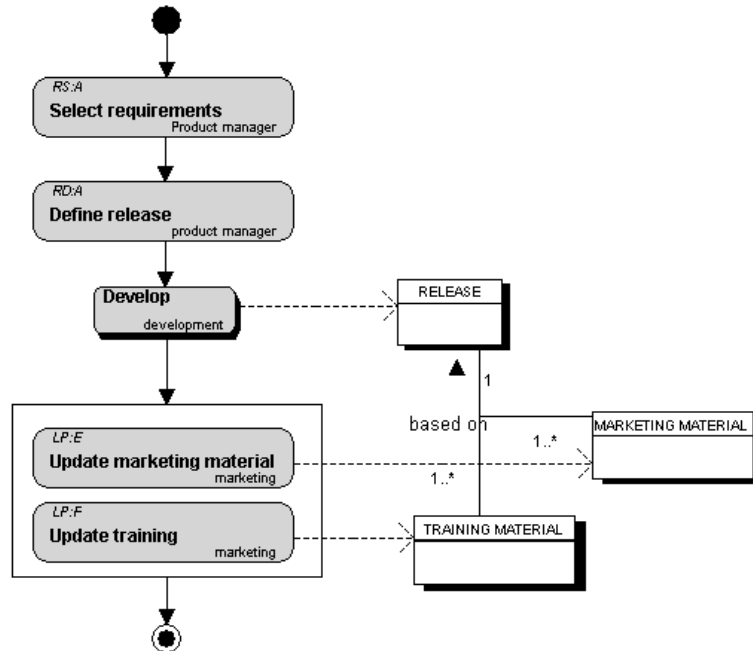 RS:A
Select requirements
Product manager
RD:A
Define release
product manager
Develop
development
RELEASE
1
based on
1..*
MARKETING MATERIAL
LP:E
Update marketing material
marketing
1..*
LP:F
Update training
marketing
TRAINING MATERIAL